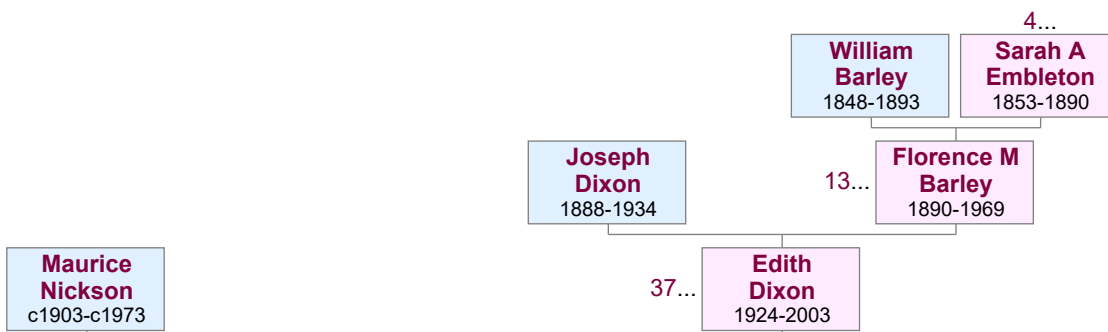 4...
William
Barley
1848-1893
Sarah A
Embleton
1853-1890
Joseph
Dixon
1888-1934
13...
Florence M
Barley
1890-1969
Maurice
Nickson
c1903-c1973
37...
Edith
Dixon
1924-2003